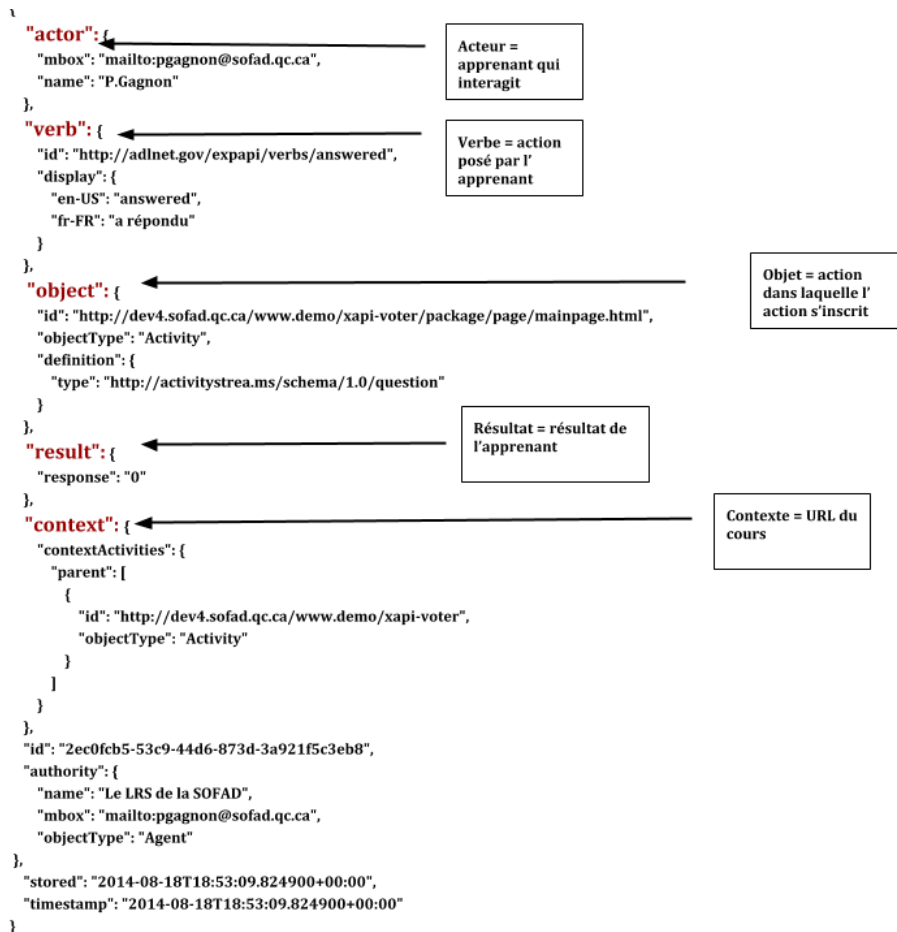 {
"actor": {
"mbox": "mailto:pgagnon@sofad.qc.ca",
"name": "P.Gagnon"
},
"verb": {
"id": "http://adlnet.gov/expapi/verbs/answered",
"display": {
"en-US": "answered",
"fr-FR": "a répondu"
}
},
"object": {
"id": "http://dev4.sofad.qc.ca/www.demo/xapi-voter/package/page/mainpage.html",
"objectType": "Activity",
"definition": {
"type": "http://activitystrea.ms/schema/1.0/question"
}
},
"result": {
"response": "0"
},
"context": {
"contextActivities": {
"parent": [
{
"id": "http://dev4.sofad.qc.ca/www.demo/xapi-voter",
"objectType": "Activity"
}
]
}
},
"id": "2ec0fcb5-53c9-44d6-873d-3a921f5c3eb8",
"authority": {
"name": "Le LRS de la SOFAD",
"mbox": "mailto:pgagnon@sofad.qc.ca",
"objectType": "Agent"
},
"stored": "2014-08-18T18:53:09.824900+00:00",
"timestamp": "2014-08-18T18:53:09.824900+00:00"
}
Acteur =
apprenant qui
interagit
Verbe = action
posé par l'
apprenant
Objet = action
dans laquelle l'
action s'inscrit
Résultat = résultat de
l'apprenant
Contexte = URL du
cours